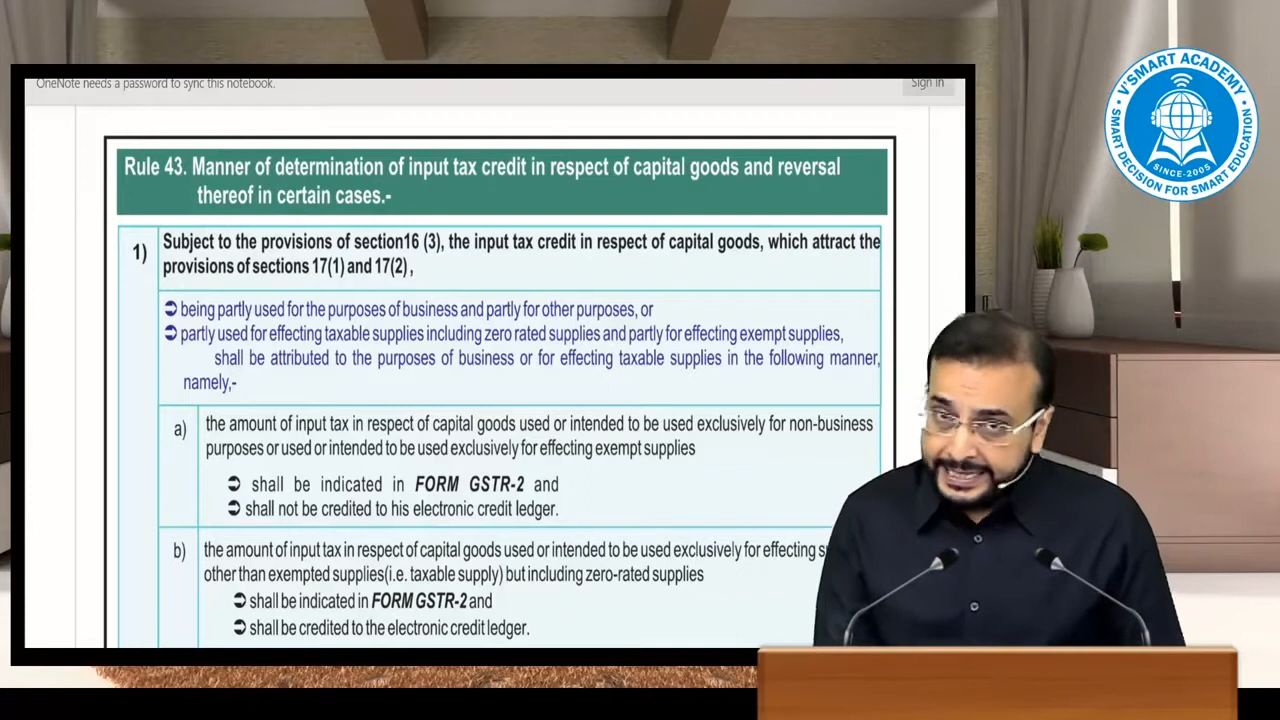 OneNote needs a password to sync this notebook.
Sign in
Rule 43. Manner of determination of input tax credit in respect of capital goods and reversal
thereof in certain cases.-
1)
Subject to the provisions of section16 (3), the input tax credit in respect of capital goods, which attract the
provisions of sections 17(1) and 17(2),
➲ being partly used for the purposes of business and partly for other purposes, or
➲ partly used for effecting taxable supplies including zero rated supplies and partly for effecting exempt supplies,
shall be attributed to the purposes of business or for effecting taxable supplies in the following manner,
namely,-
a)
the amount of input tax in respect of capital goods used or intended to be used exclusively for non-business
purposes or used or intended to be used exclusively for effecting exempt supplies
➲ shall be indicated in FORM GSTR-2 and
➲ shall not be credited to his electronic credit ledger.
b)
the amount of input tax in respect of capital goods used or intended to be used exclusively for effecting
other than exempted supplies(i.e. taxable supply) but including zero-rated supplies
➲ shall be indicated in FORM GSTR-2 and
➲ shall be credited to the electronic credit ledger.
V'SMART ACADEMY
SINCE-2005
SMART DECISION FOR SMART EDUCATION